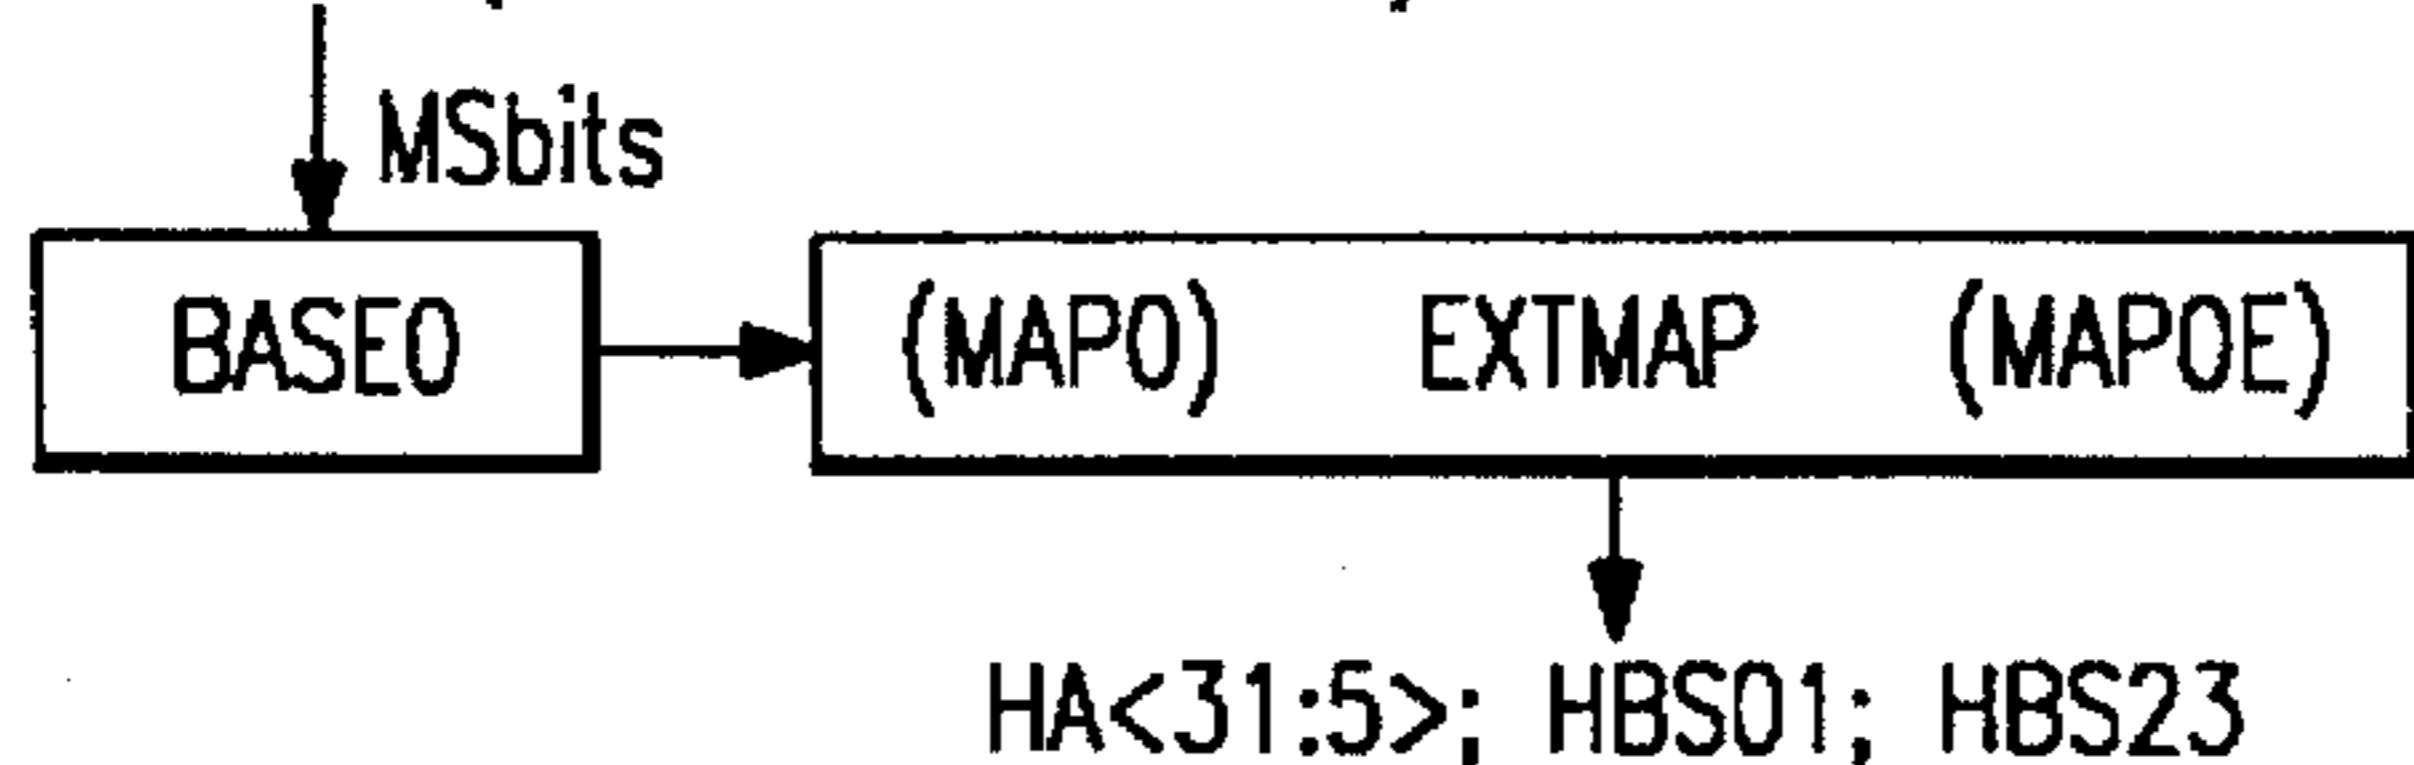 MSbits
BASE0 (MAP0) EXTMAP (MAP0E)
HA<31:5>; HBS01; HBS23